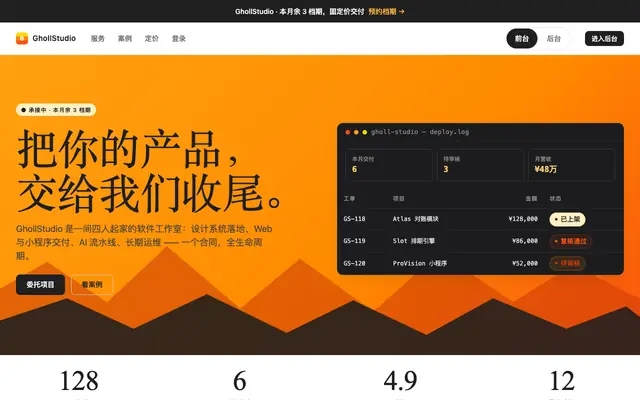 GhollStudio · 本月余 3 档期，固定价交付 预约档期 →
GhollStudio
服务 案例 定价 登录
前台 后台 进入后台
● 承接中 · 本月余 3 档期
把你的产品，
交给我们收尾。
GhollStudio 是一间四人起家的软件工作室：设计系统落地、Web
与小程序交付、AI 流水线、长期运维 —— 一个合同，全生命周
期。
委托项目 看案例
gholl-studio — deploy.log
本月交付 待审核 月营收
6 3 ¥48万
工单 项目 金额 状态
GS-118 Atlas 对账模块 ¥128,000 • 已上架
GS-119 Slot 排期引擎 ¥86,000 • 复核通过
GS-120 ProVision 小程序 ¥52,000 • 待审核
128 6 4.9 12